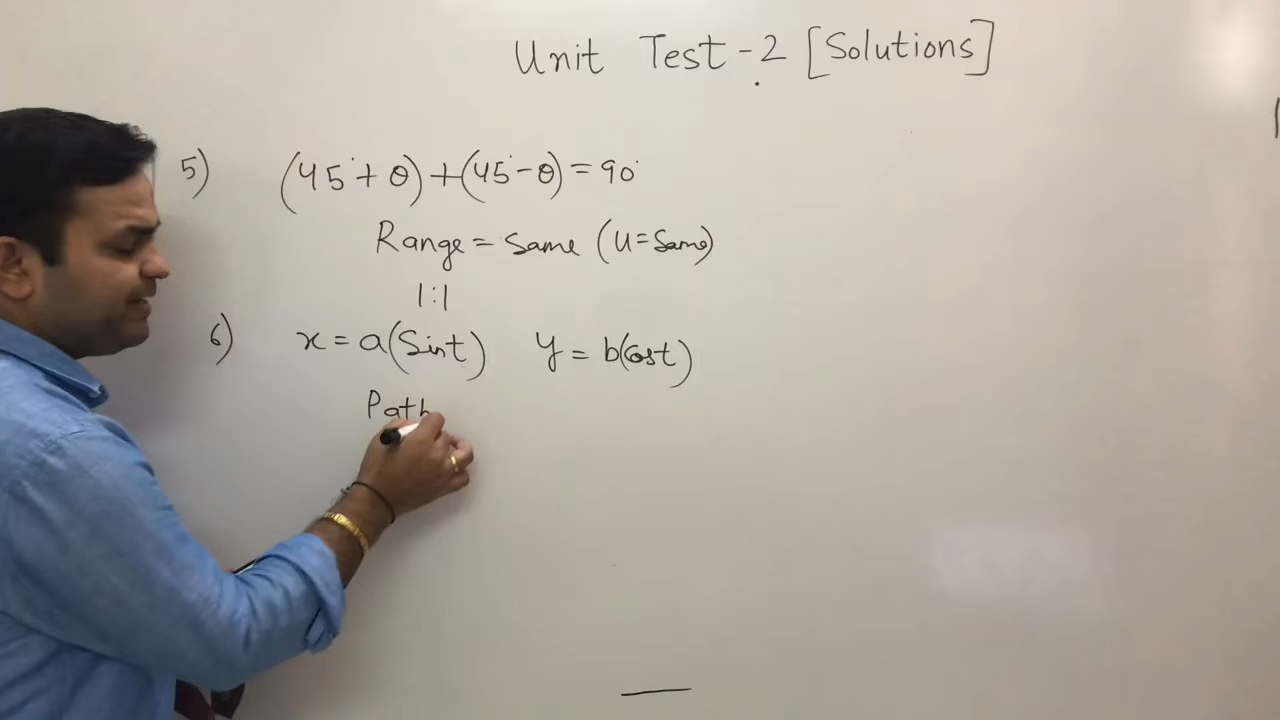 Unit Test - 2 [Solutions]
5) (45° + θ) + (45° - θ) = 90°
Range = Same (u = Same)
1:1
6) x = a(Sint) y = b(Cost)
Path